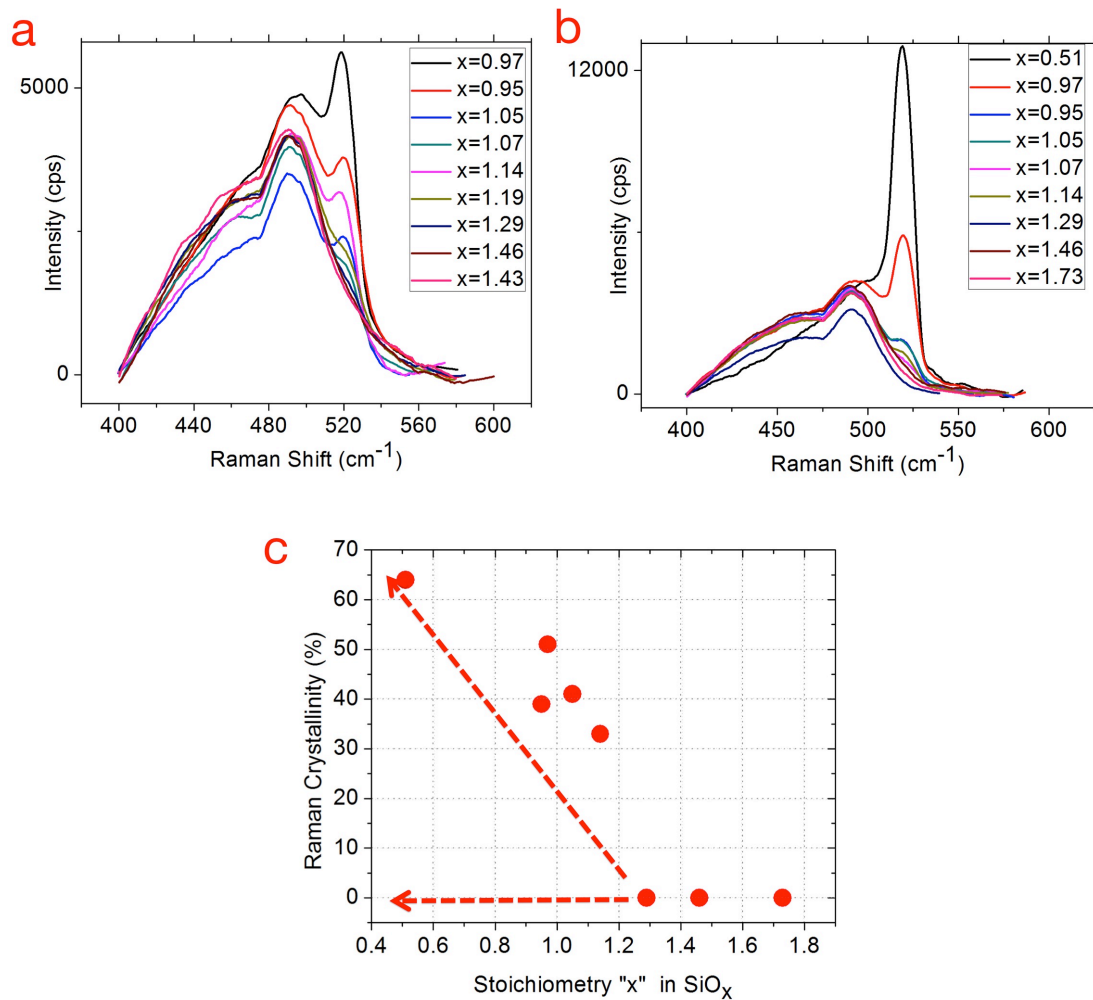 a
5000
0
Intensity (cps)
400 440 480 520 560 600
Raman Shift (cm-1)
x=0.97
x=0.95
x=1.05
x=1.07
x=1.14
x=1.19
x=1.29
x=1.46
x=1.43
b
12000
0
Intensity (cps)
400 450 500 550 600
Raman Shift (cm-1)
x=0.51
x=0.97
x=0.95
x=1.05
x=1.07
x=1.14
x=1.29
x=1.46
x=1.73
c
70
60
50
40
30
20
10
0
Raman Crystallinity (%)
0.4 0.6 0.8 1.0 1.2 1.4 1.6 1.8
Stoichiometry "x" in SiOX